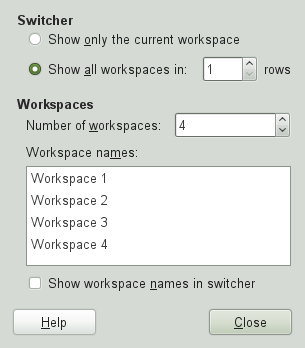 Switcher
Show only the current workspace
Show all workspaces in: 1 rows
Workspaces
Number of workspaces: 4
Workspace names:
Workspace 1
Workspace 2
Workspace 3
Workspace 4
Show workspace names in switcher
Help Close